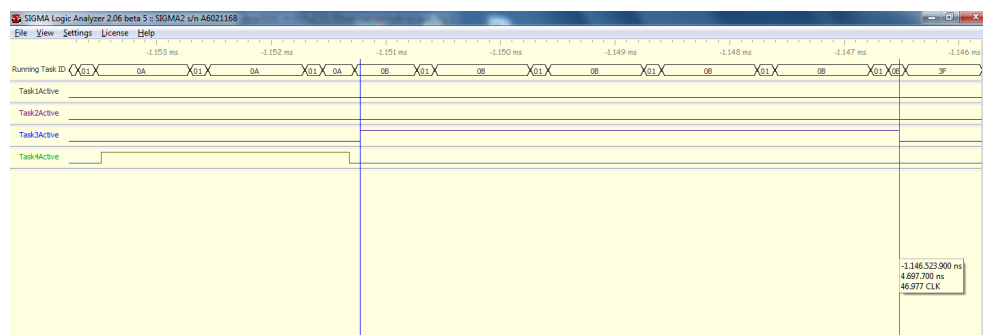 SIGMA Logic Analyzer 2.06 beta 5 :: SIGMA2 s/n A6021168
File View Settings License Help
-1.153 ms -1.152 ms -1.151 ms -1.150 ms -1.149 ms -1.148 ms -1.147 ms -1.146 ms
Running Task ID 01 0A 01 0A 01 0A 0B 01 0B 01 0B 01 0B 01 0B 01 0B 3F
Task1Active
Task2Active
Task3Active
Task4Active
-1.146.523.900 ns
4.697.700 ns
46.977 CLK